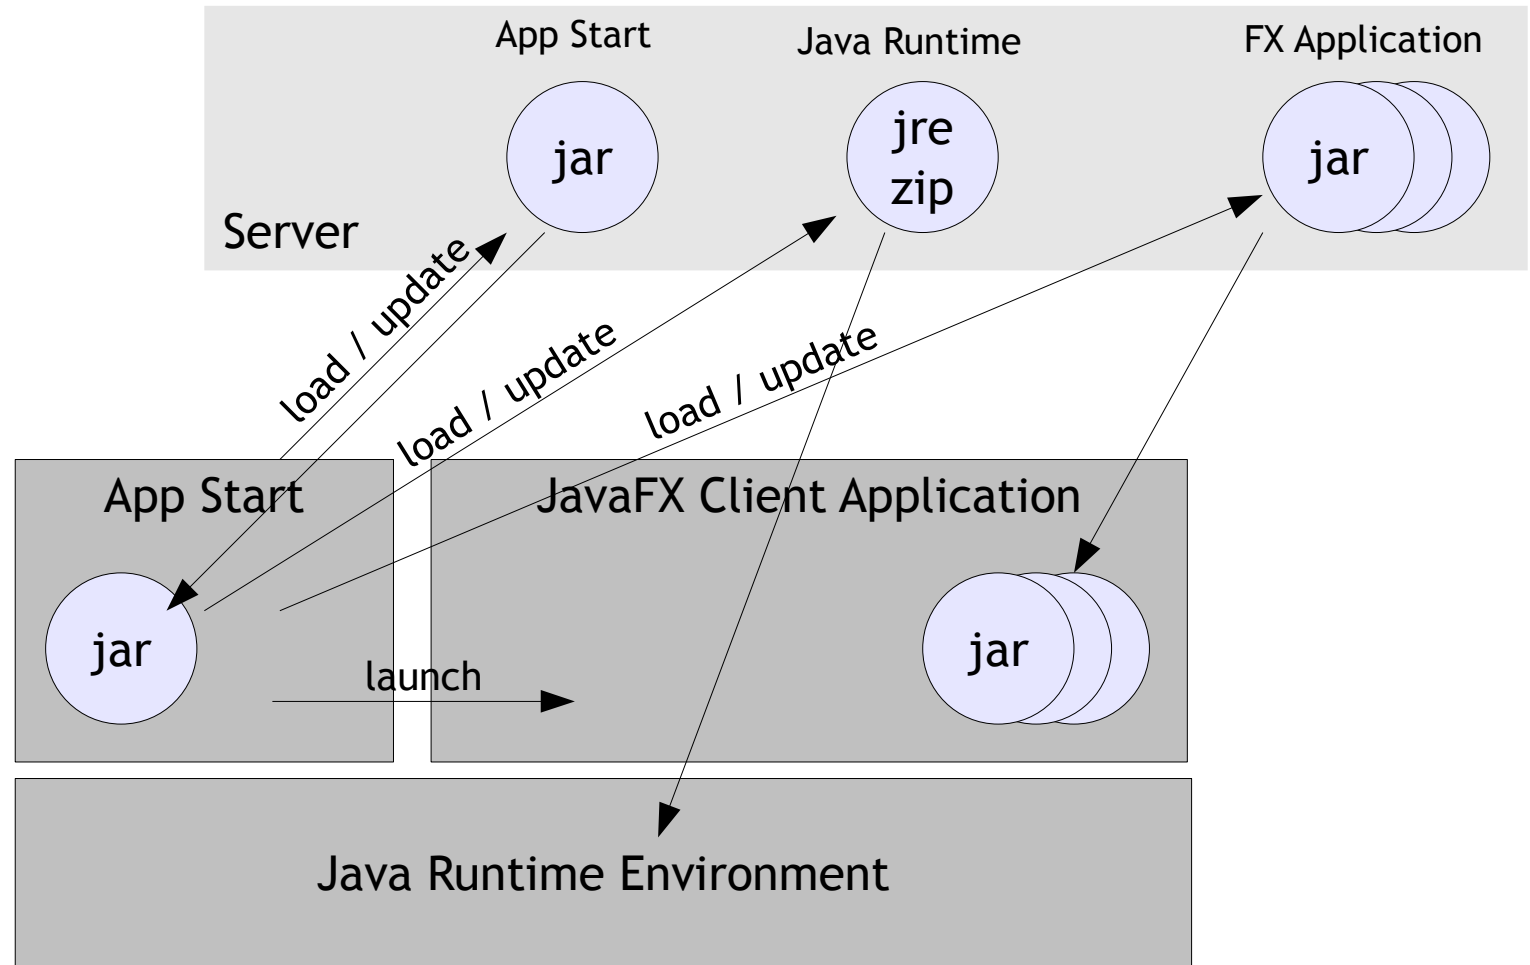 App Start
Java Runtime
FX Application
jar
jre
zip
jar
Server
load / update
load / update
load / update
App Start
JavaFX Client Application
jar
launch
jar
Java Runtime Environment